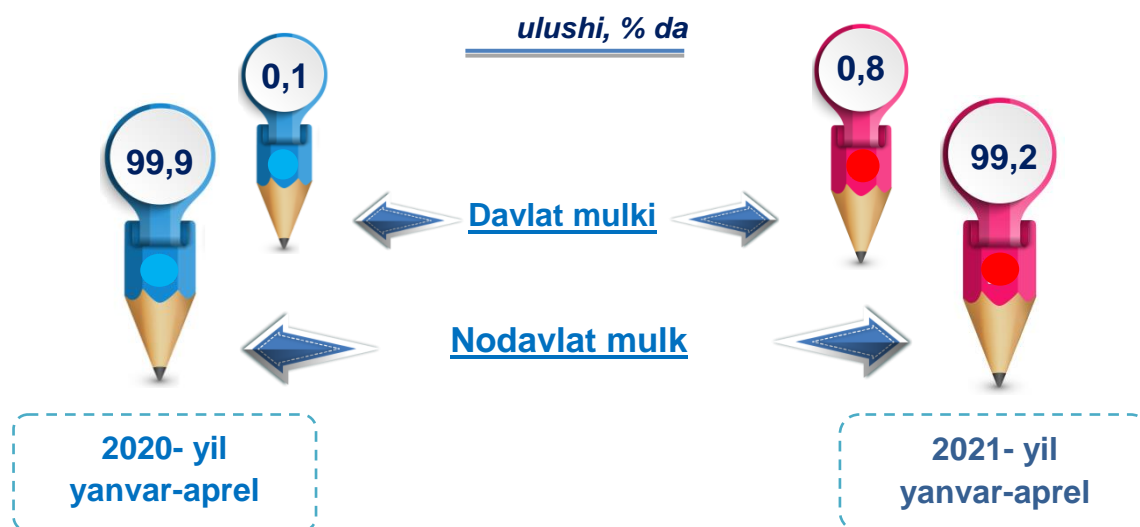 ulushi, % da
0,1
0,8
99,9
99,2
Davlat mulki
Nodavlat mulk
2020- yil
yanvar-aprel
2021- yil
yanvar-aprel